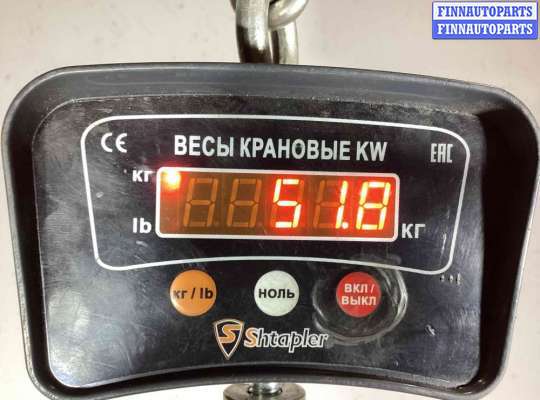 FINNAUTOPARTS
FINNAUTOPARTS
CE ВЕСЫ КРАНОВЫЕ KW EAC
кг
51.8
lb
КГ
кг / lb
НОЛЬ
ВКЛ /
ВЫКЛ
S Shtapler